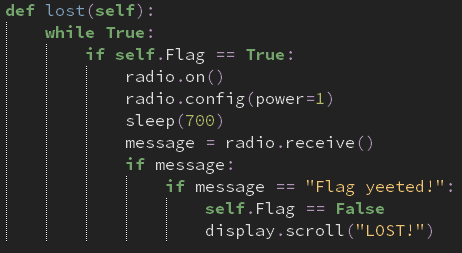 def lost(self):
    while True:
        if self.Flag == True:
            radio.on()
            radio.config(power=1)
            sleep(700)
            message = radio.receive()
            if message:
                if message == "Flag yeeted!":
                    self.Flag == False
                    display.scroll("LOST!")